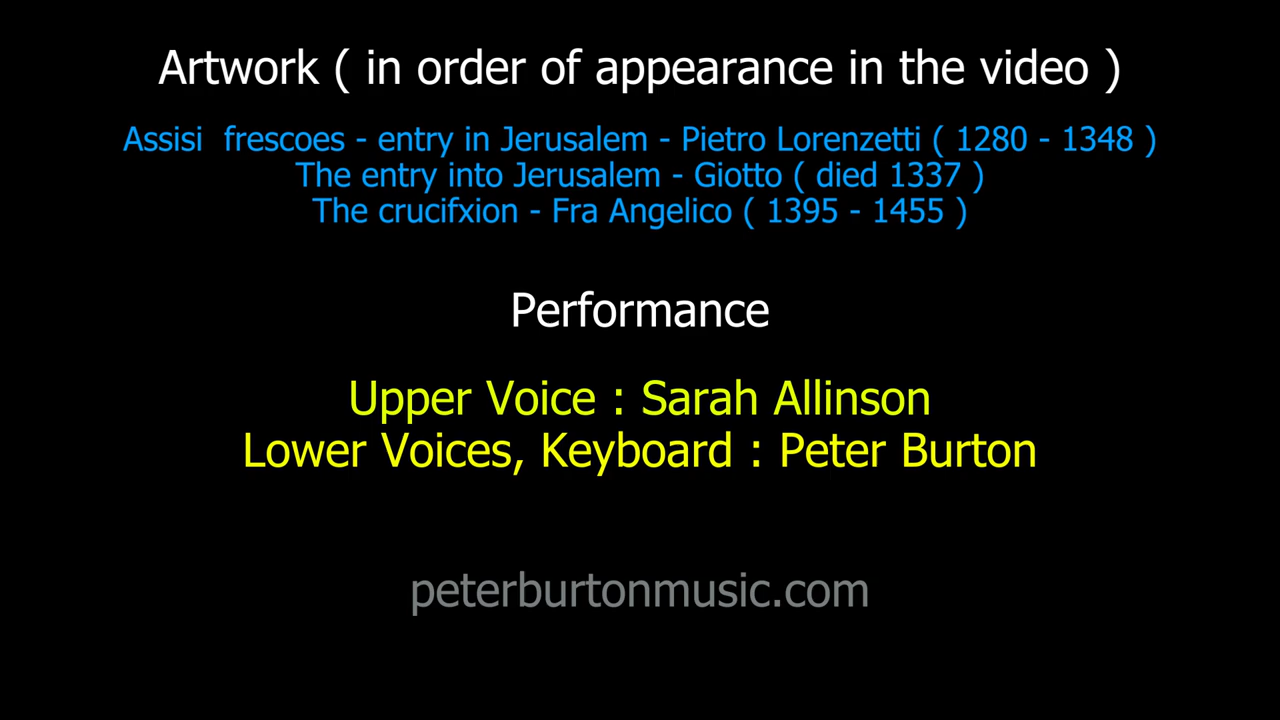 Artwork ( in order of appearance in the video )
Assisi  frescoes - entry in Jerusalem - Pietro Lorenzetti ( 1280 - 1348 )
The entry into Jerusalem - Giotto ( died 1337 )
The crucifxion - Fra Angelico ( 1395 - 1455 )
Performance
Upper Voice : Sarah Allinson
Lower Voices, Keyboard : Peter Burton
peterburtonmusic.com